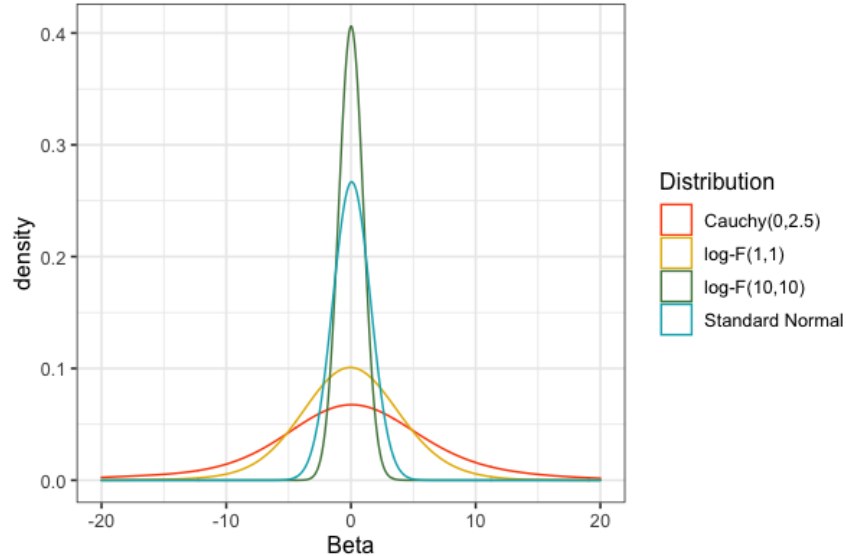 0.4
0.3
0.2
0.1
0.0
density
-20
-10
0
10
20
Beta
Distribution
Cauchy(0,2.5)
log-F(1,1)
log-F(10,10)
Standard Normal